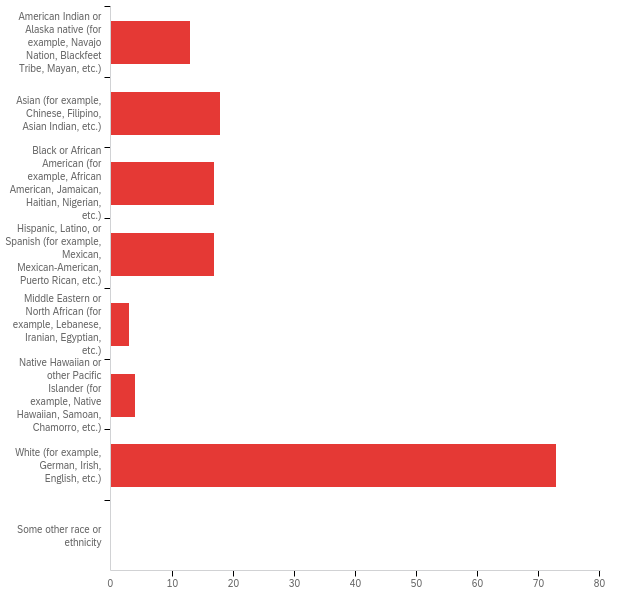 American Indian or
Alaska native (for
example, Navajo
Nation, Blackfeet
Tribe, Mayan, etc.)
Asian (for example,
Chinese, Filipino,
Asian Indian, etc.)
Black or African
American (for
example, African
American, Jamaican,
Haitian, Nigerian,
etc.)
Hispanic, Latino, or
Spanish (for example,
Mexican,
Mexican-American,
Puerto Rican, etc.)
Middle Eastern or
North African (for
example, Lebanese,
Iranian, Egyptian,
etc.)
Native Hawaiian or
other Pacific
Islander (for
example, Native
Hawaiian, Samoan,
Chamorro, etc.)
White (for example,
German, Irish,
English, etc.)
Some other race or
ethnicity
0 10 20 30 40 50 60 70 80